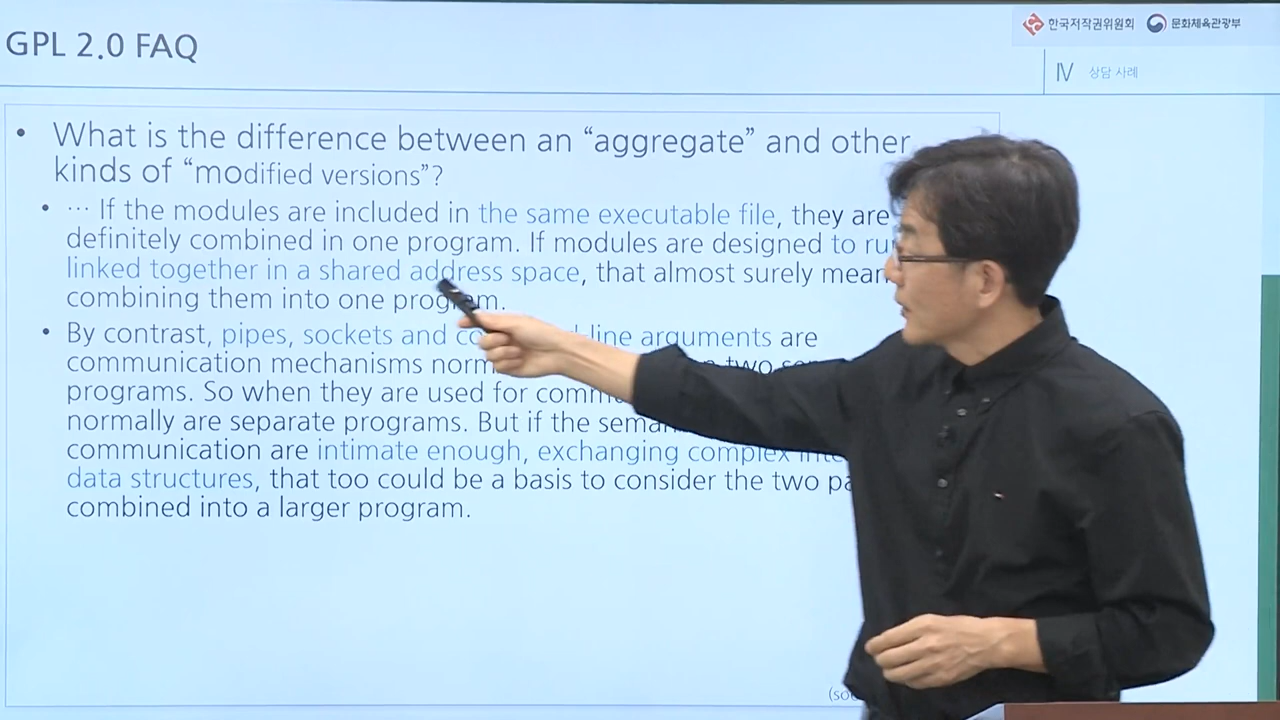 한국저작권위원회 문화체육관광부
GPL 2.0 FAQ
Ⅳ 상담 사례
• What is the difference between an “aggregate” and other
kinds of “modified versions”?
• ... If the modules are included in the same executable file, they are
definitely combined in one program. If modules are designed to
linked together in a shared address space, that almost surely
combining them into one program.
• By contrast, pipes, sockets and line arguments are
communication mechanisms two
programs. So when they are used for
normally are separate programs. But if the
communication are intimate enough, exchanging complex
data structures, that too could be a basis to consider the two
combined into a larger program.